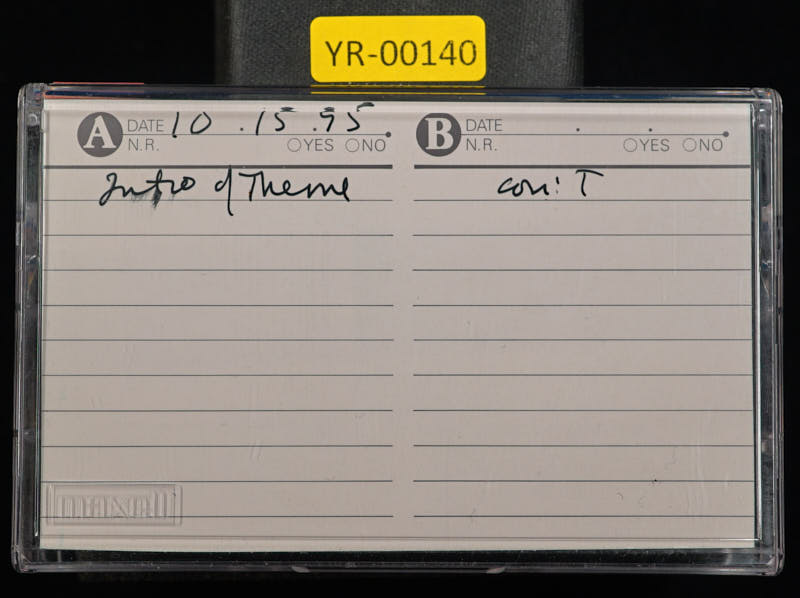 YR-00140
A DATE 10.15.95
N.R. YES NO
Intro of Theme
B DATE . .
N.R. YES NO
con: T
maxell